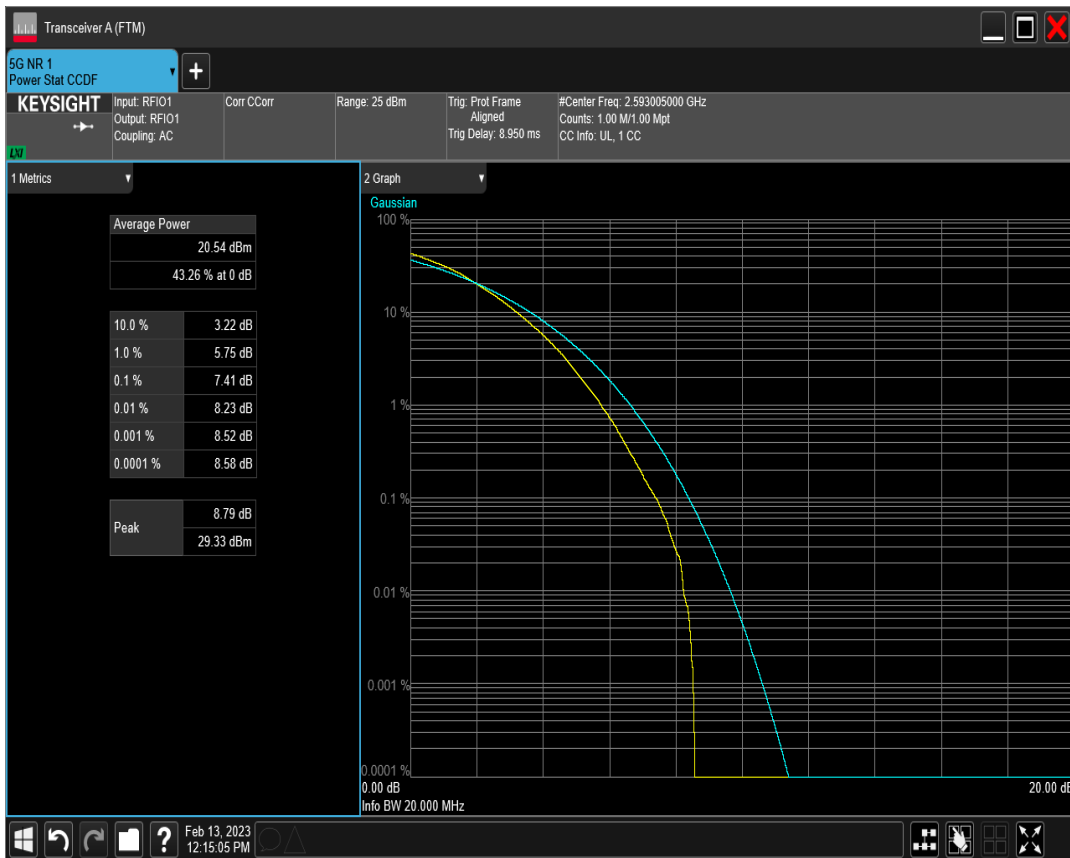 Transceiver A (FTM)
5G NR 1
Power Stat CCDF
+
KEYSIGHT
LXI
Input: RFIO1
Output: RFIO1
Coupling: AC
Corr CCorr
Range: 25 dBm
Trig: Prot Frame
Aligned
Trig Delay: 8.950 ms
#Center Freq: 2.593005000 GHz
Counts: 1.00 M/1.00 Mpt
CC Info: UL, 1 CC
1 Metrics
Average Power
20.54 dBm
43.26 % at 0 dB
10.0 % 3.22 dB
1.0 % 5.75 dB
0.1 % 7.41 dB
0.01 % 8.23 dB
0.001 % 8.52 dB
0.0001 % 8.58 dB
Peak 8.79 dB
29.33 dBm
2 Graph
Gaussian
100 %
10 %
1 %
0.1 %
0.01 %
0.001 %
0.0001 %
0.00 dB 20.00 dB
Info BW 20.000 MHz
?
Feb 13, 2023
12:15:05 PM